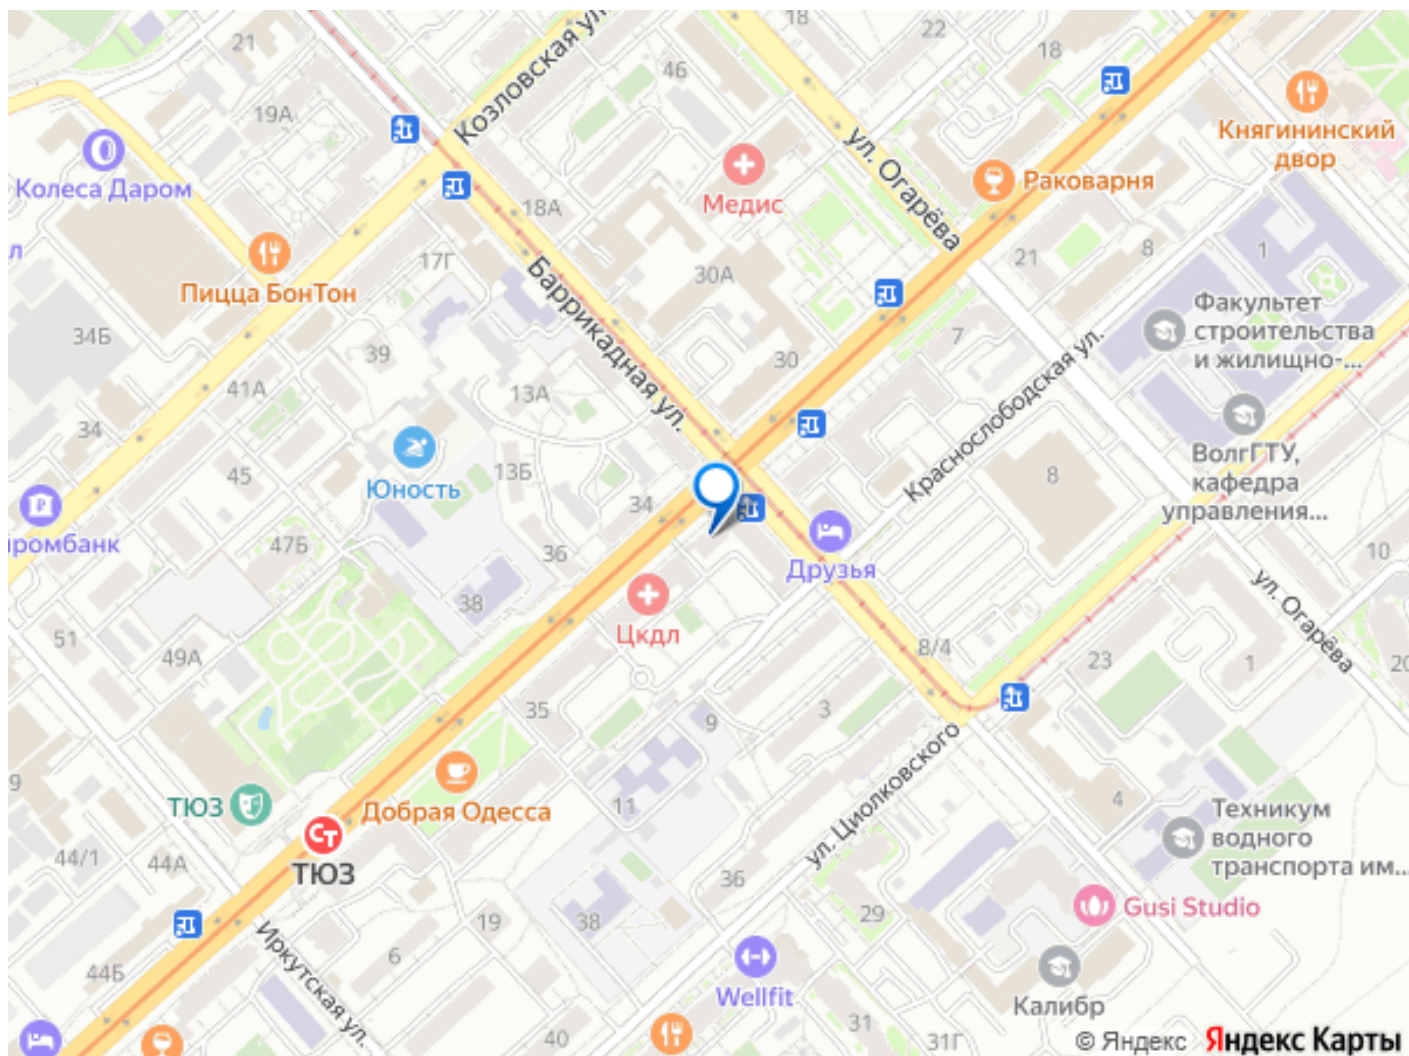 21
18
22
18
46
Козловская ул.
19А
Колеса Даром
Княгининский
двор
Медис
ул. Огарёва
Раковарня
18А
17Г
30А
21
8
1
л
Пицца БонТон
Баррикадная ул.
Факультет
строительства
и жилищно-...
34Б
39
41А
13А
30
7
Краснослободская ул.
34
45
13Б
Юность
34
8
ВолгГТУ,
кафедра
управления...
промбанк
47Б
36
Друзья
10
ул. Огарёва
38
Цкдл
51
49А
8/4
23
1
20
35
9
3
ул. Циолковского
9
ТЮЗ
Добрая Одесса
11
4
Техникум
водного
транспорта им...
44/1
44А
СТ
ТЮЗ
36
Gusi Studio
29
Иркутская ул.
19
38
6
44Б
Wellfit
Калибр
40
31
31Г
© Яндекс Яндекс Карты